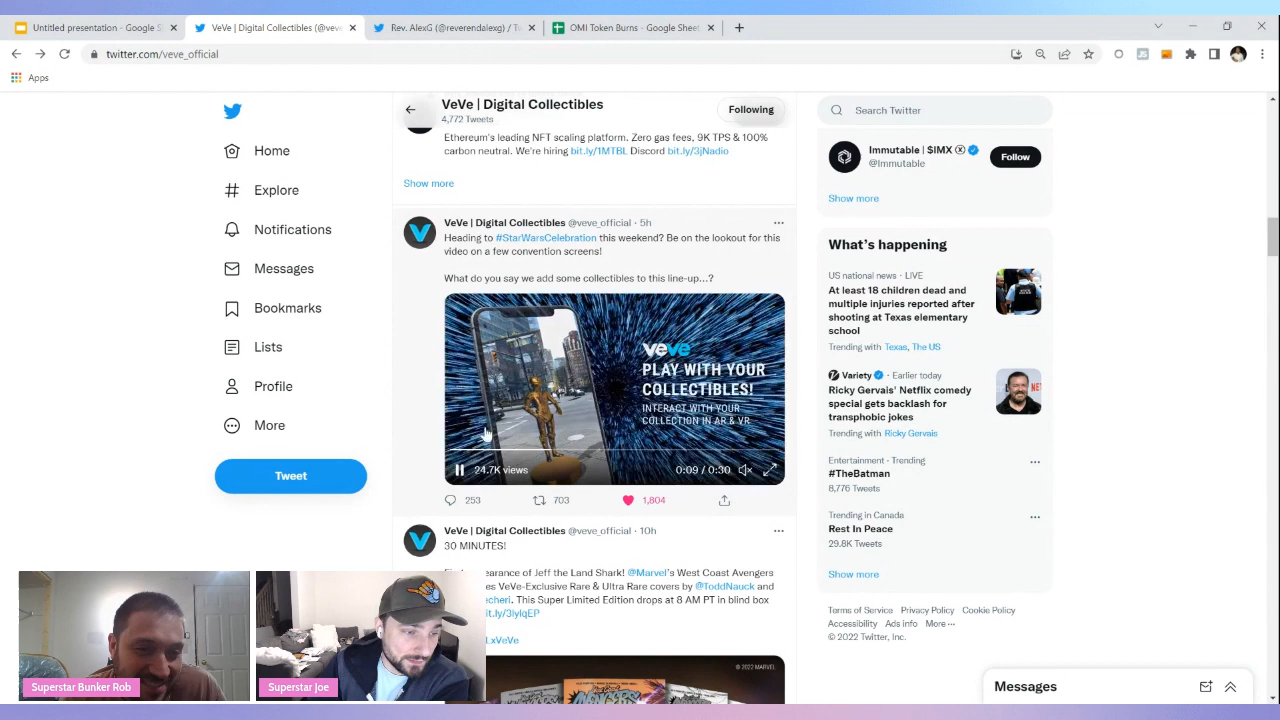 Untitled presentation - Google S
VeVe | Digital Collectibles (@veve
Rev. AlexG (@reverendalexg) / Tw
OMI Token Burns - Google Sheet
twitter.com/veve_official
Apps
VeVe | Digital Collectibles
4,772 Tweets
Following
Search Twitter
Home
Explore
Notifications
Messages
Bookmarks
Lists
Profile
More
Tweet
Ethereum's leading NFT scaling platform. Zero gas fees, 9K TPS & 100%
carbon neutral. We're hiring bit.ly/1MTBL Discord bit.ly/3jNadio
Show more
VeVe | Digital Collectibles @veve_official · 5h
Heading to #StarWarsCelebration this weekend? Be on the lookout for this
video on a few convention screens!
What do you say we add some collectibles to this line-up...?
veve
PLAY WITH YOUR
COLLECTIBLES!
INTERACT WITH YOUR
COLLECTION IN AR & VR
24.7K views
0:09 / 0:30
253
703
1,804
VeVe | Digital Collectibles @veve_official · 10h
30 MINUTES!
earance of Jeff the Land Shark! @Marvel's West Coast Avengers
es VeVe-Exclusive Rare & Ultra Rare covers by @ToddNauck and
echeri. This Super Limited Edition drops at 8 AM PT in blind box
it.ly/3lylqEP
LxVeVe
© 2022 MARVEL
Immutable | $IMX
@Immutable
Follow
Show more
What's happening
US national news · LIVE
At least 18 children dead and
multiple injuries reported after
shooting at Texas elementary
school
Trending with Texas, The US
Variety · Earlier today
Ricky Gervais' Netflix comedy
special gets backlash for
transphobic jokes
Trending with Ricky Gervais
Entertainment · Trending
#TheBatman
8,776 Tweets
Trending in Canada
Rest In Peace
29.8K Tweets
Show more
Terms of Service Privacy Policy Cookie Policy
Accessibility Ads info More ···
© 2022 Twitter, Inc.
Messages
Superstar Bunker Rob
Superstar Joe